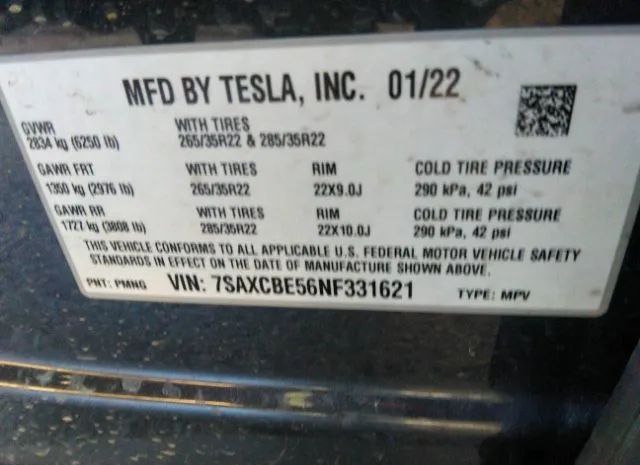 MFD BY TESLA, INC. 01/22
GVWR WITH TIRES
2834 kg (6250 lb) 265/35R22 & 285/35R22
GAWR FRT WITH TIRES RIM COLD TIRE PRESSURE
1350 kg (2976 lb) 265/35R22 22X9.0J 290 kPa, 42 psi
GAWR RR WITH TIRES RIM COLD TIRE PRESSURE
1727 kg (3808 lb) 285/35R22 22X10.0J 290 kPa, 42 psi
THIS VEHICLE CONFORMS TO ALL APPLICABLE U.S. FEDERAL MOTOR VEHICLE SAFETY
STANDARDS IN EFFECT ON THE DATE OF MANUFACTURE SHOWN ABOVE.
PNT: PMNG VIN: 7SAXCBE56NF331621 TYPE: MPV